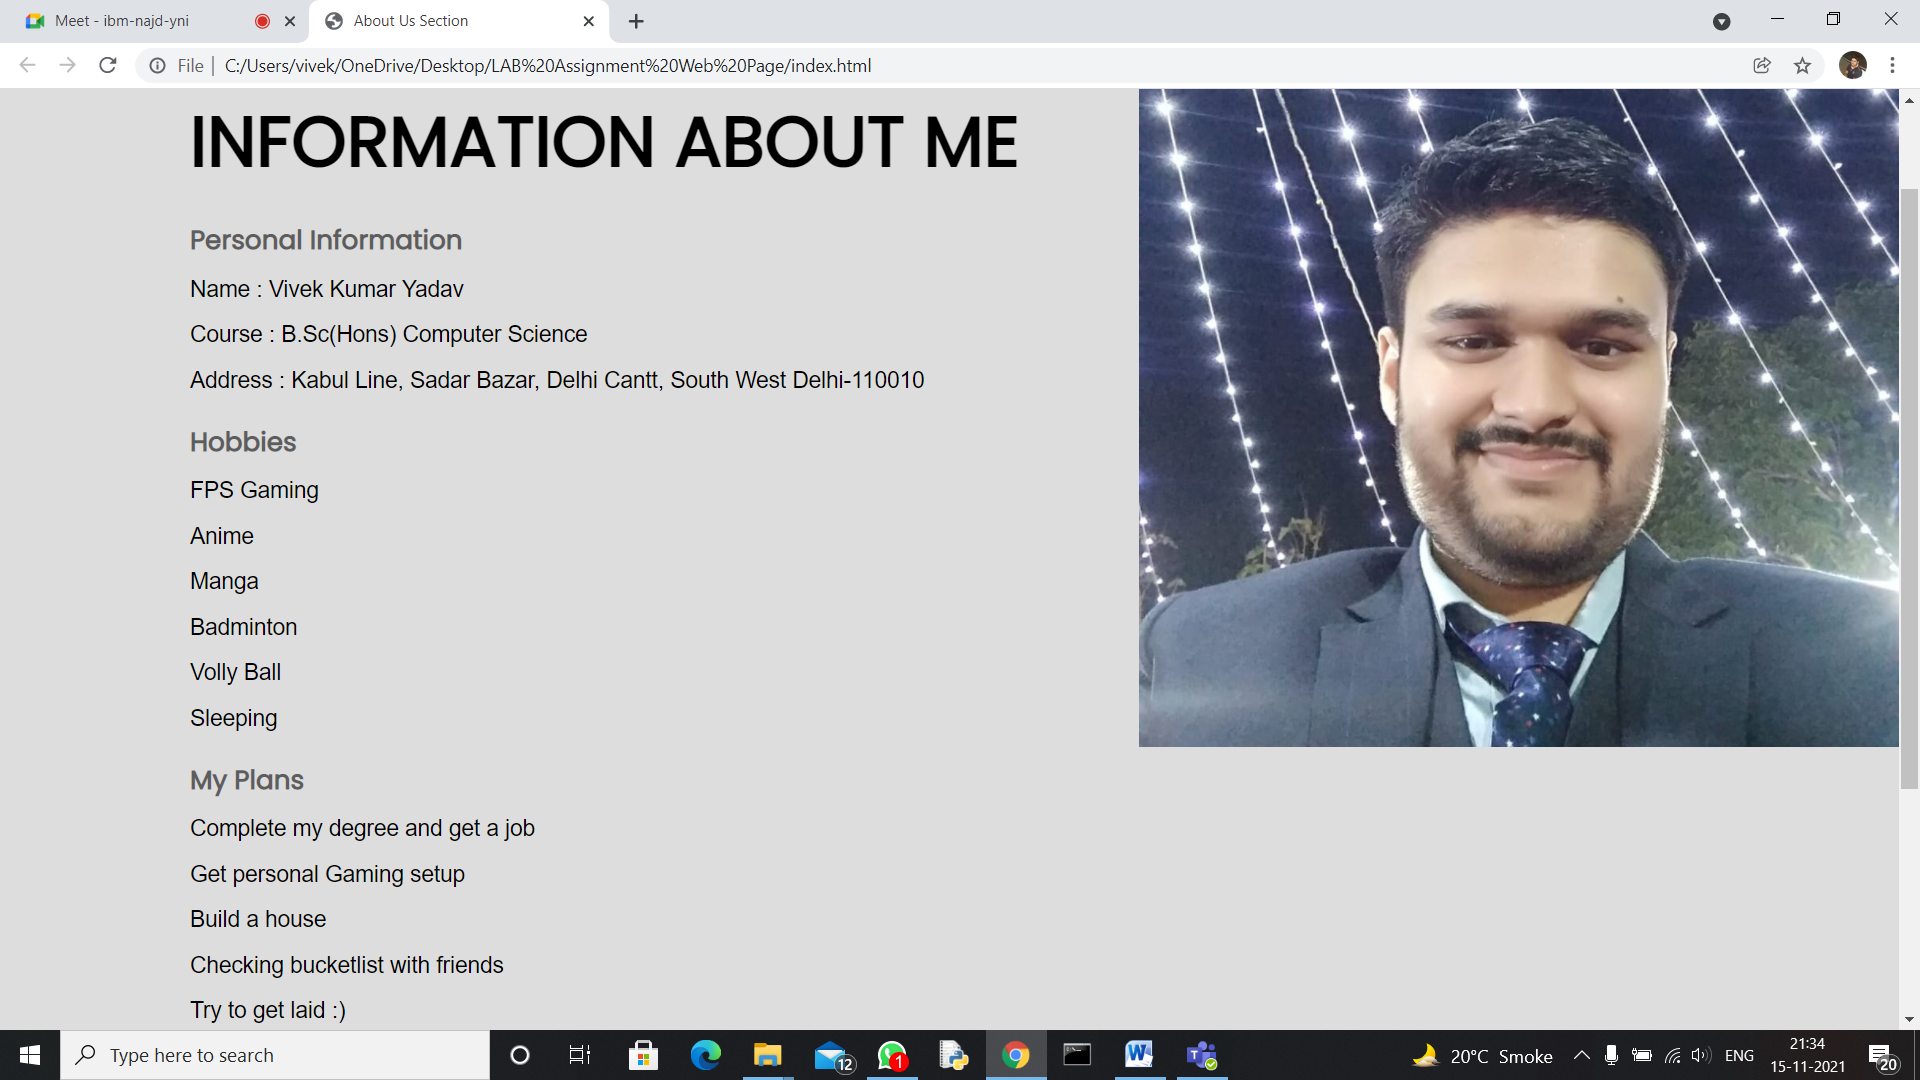 Meet - ibm-najd-yni
About Us Section
File
C:/Users/vivek/OneDrive/Desktop/LAB%20Assignment%20Web%20Page/index.html
INFORMATION ABOUT ME
Personal Information
Name : Vivek Kumar Yadav
Course : B.Sc(Hons) Computer Science
Address : Kabul Line, Sadar Bazar, Delhi Cantt, South West Delhi-110010
Hobbies
FPS Gaming
Anime
Manga
Badminton
Volly Ball
Sleeping
My Plans
Complete my degree and get a job
Get personal Gaming setup
Build a house
Checking bucketlist with friends
Try to get laid :)
Type here to search
12
1
W
20°C Smoke
ENG
21:34
15-11-2021
20